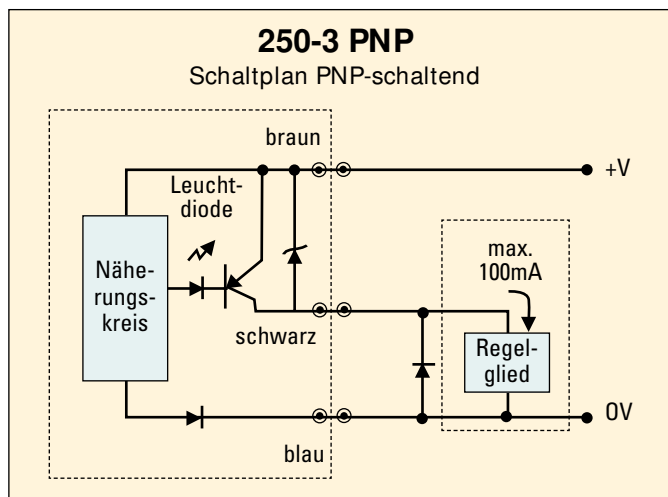 250-3 PNP
Schaltplan PNP-schaltend
braun
+V
Leucht-
diode
max.
100mA
Nähe-
rungs-
kreis
schwarz
Regel-
glied
0V
blau